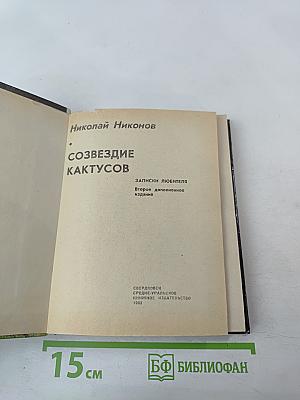 Николай Никонов
СОЗВЕЗДИЕ
КАКТУСОВ
ЗАПИСКИ ЛЮБИТЕЛЯ
Второе дополненное
издание
СВЕРДЛОВСК
СРЕДНЕ-УРАЛЬСКОЕ
КНИЖНОЕ ИЗДАТЕЛЬСТВО
15 см
БФ БИБЛИОФАН